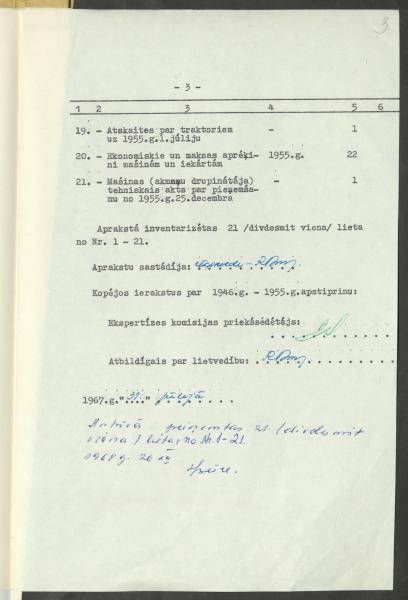 3
- 3 -
1 2 3 4 5 6
19. - Atskaites par traktoriem - 1
uz 1955.g.1.jūliju
20. - Ekonomiskie un maksas aprēķi- 1955.g. 22
ni mašīnām un iekārtām
21. - Mašīnas (akmeņu drupinātāja) - 1
tehniskais akts par pieņemša-
nu no 1955.g.25.decembra
Aprakstā inventarizētas 21 /divdesmit viena/ lieta
no Nr. 1 - 21.
Aprakstu sastādīja:
Kopējos ierakstus par 1946.g. - 1955.g.apstiprinu:
Ekspertīzes komisijas priekšsēdētājs:
Atbildīgais par lietvedību:
1967.g."31." jūlijā
Arhīvā pieņemtas 21 /divdesmit
viena/ lieta, no Nr. 1-21.
1968 g. 26